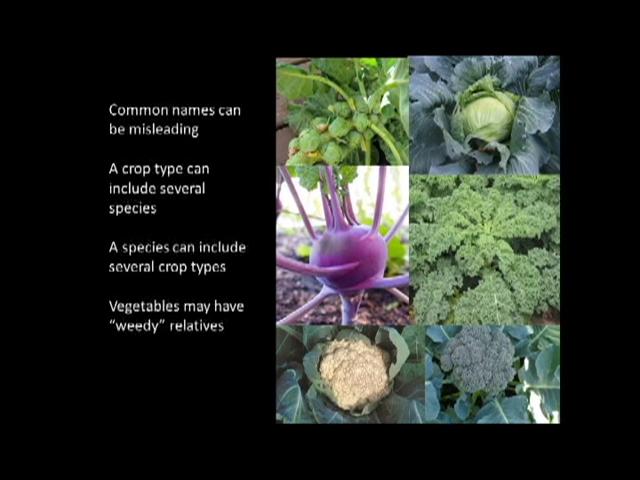 Common names can
be misleading
A crop type can
include several
species
A species can include
several crop types
Vegetables may have
“weedy” relatives